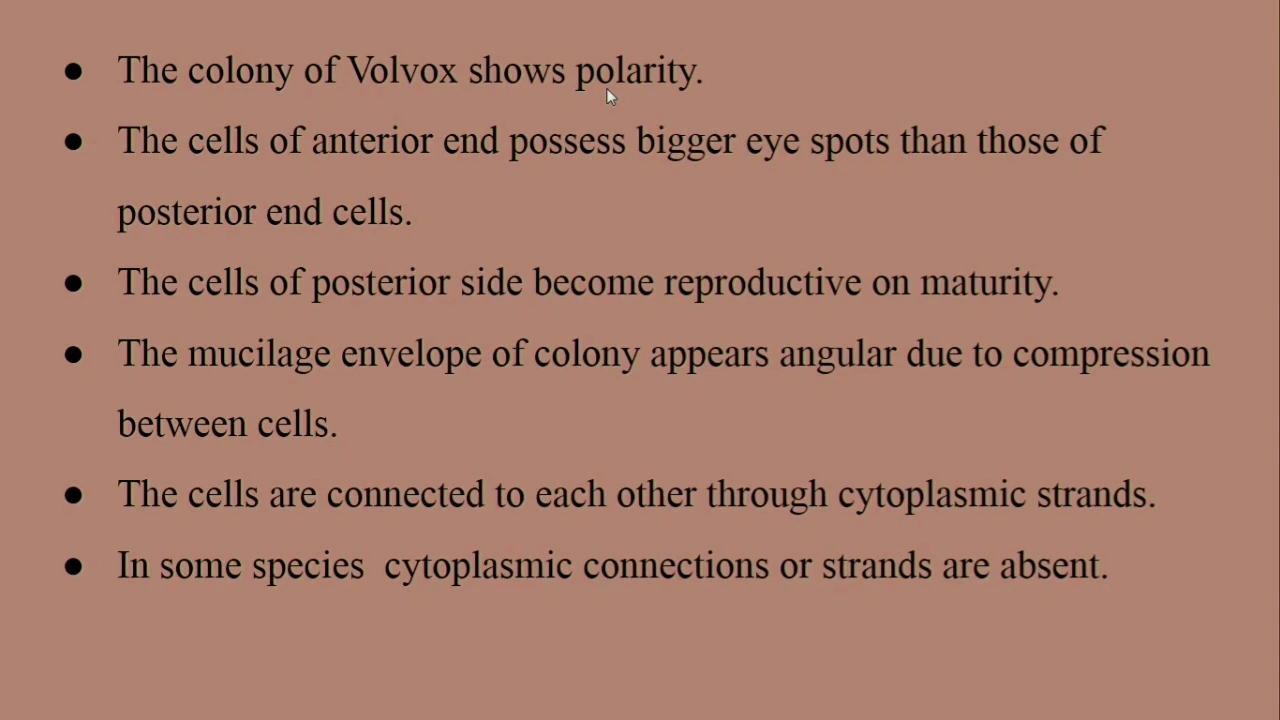 ● The colony of Volvox shows polarity.
● The cells of anterior end possess bigger eye spots than those of
posterior end cells.
● The cells of posterior side become reproductive on maturity.
● The mucilage envelope of colony appears angular due to compression
between cells.
● The cells are connected to each other through cytoplasmic strands.
● In some species  cytoplasmic connections or strands are absent.